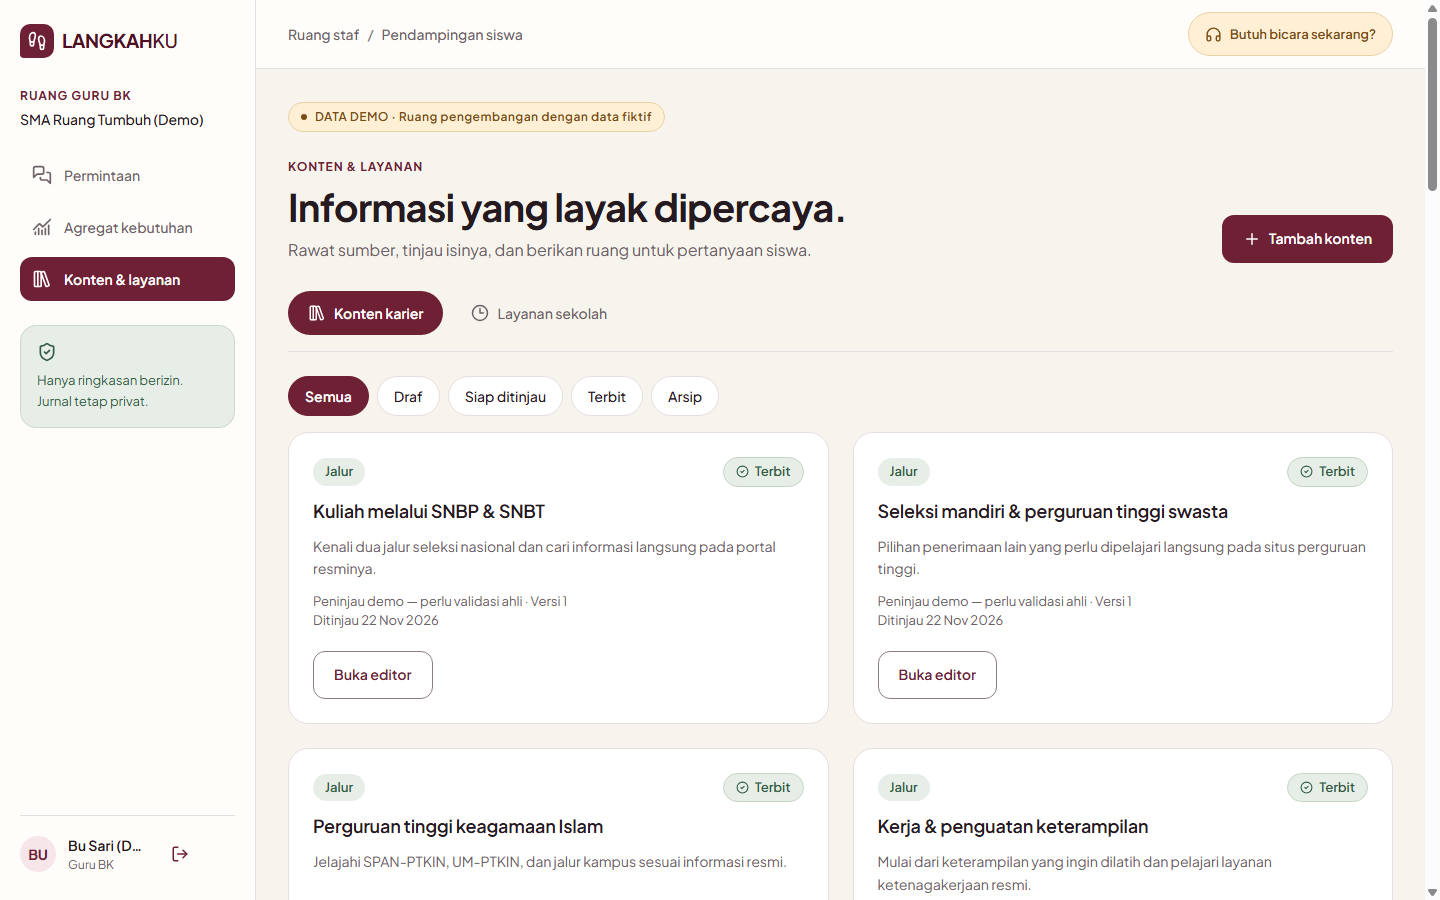 LANGKAHKU
RUANG GURU BK
SMA Ruang Tumbuh (Demo)
Permintaan
Agregat kebutuhan
Konten & layanan
Hanya ringkasan berizin.
Jurnal tetap privat.
BU
Bu Sari (D...
Guru BK
Ruang staf / Pendampingan siswa
Butuh bicara sekarang?
DATA DEMO · Ruang pengembangan dengan data fiktif
KONTEN & LAYANAN
Informasi yang layak dipercaya.
Rawat sumber, tinjau isinya, dan berikan ruang untuk pertanyaan siswa.
Tambah konten
Konten karier
Layanan sekolah
Semua
Draf
Siap ditinjau
Terbit
Arsip
Jalur
Terbit
Kuliah melalui SNBP & SNBT
Kenali dua jalur seleksi nasional dan cari informasi langsung pada portal
resminya.
Peninjau demo — perlu validasi ahli · Versi 1
Ditinjau 22 Nov 2026
Buka editor
Jalur
Terbit
Seleksi mandiri & perguruan tinggi swasta
Pilihan penerimaan lain yang perlu dipelajari langsung pada situs perguruan
tinggi.
Peninjau demo — perlu validasi ahli · Versi 1
Ditinjau 22 Nov 2026
Buka editor
Jalur
Terbit
Perguruan tinggi keagamaan Islam
Jelajahi SPAN-PTKIN, UM-PTKIN, dan jalur kampus sesuai informasi resmi.
Jalur
Terbit
Kerja & penguatan keterampilan
Mulai dari keterampilan yang ingin dilatih dan pelajari layanan
ketenagakerjaan resmi.